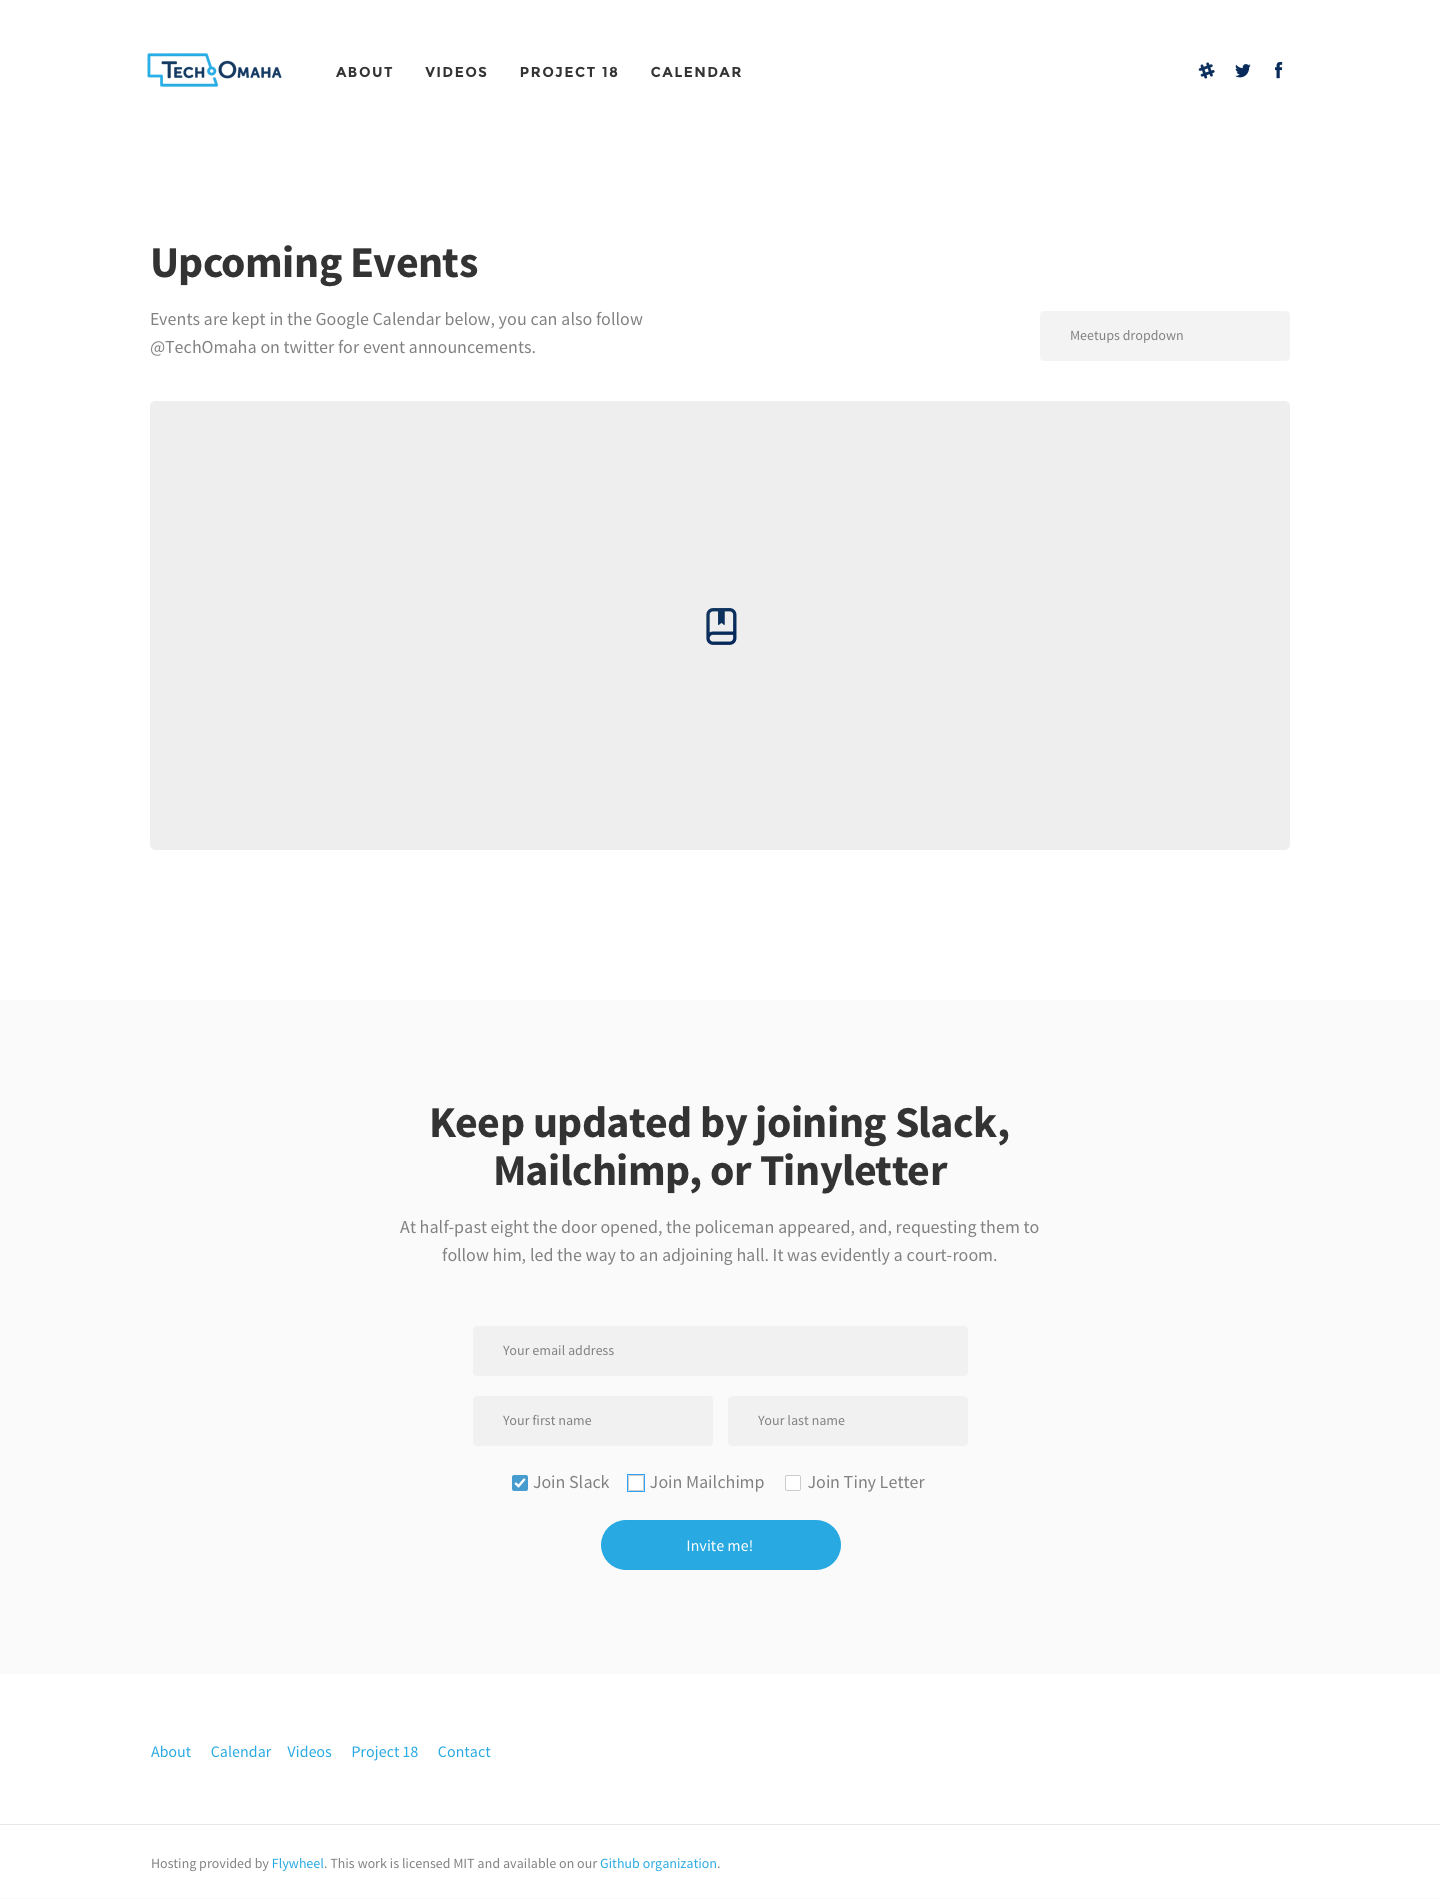 TECH OMAHA
ABOUT VIDEOS PROJECT 18 CALENDAR
Upcoming Events
Events are kept in the Google Calendar below, you can also follow
@TechOmaha on twitter for event announcements.
Meetups dropdown
Keep updated by joining Slack,
Mailchimp, or Tinyletter
At half-past eight the door opened, the policeman appeared, and, requesting them to
follow him, led the way to an adjoining hall. It was evidently a court-room.
Your email address
Your first name Your last name
Join Slack Join Mailchimp Join Tiny Letter
Invite me!
About Calendar Videos Project 18 Contact
Hosting provided by Flywheel. This work is licensed MIT and available on our Github organization.